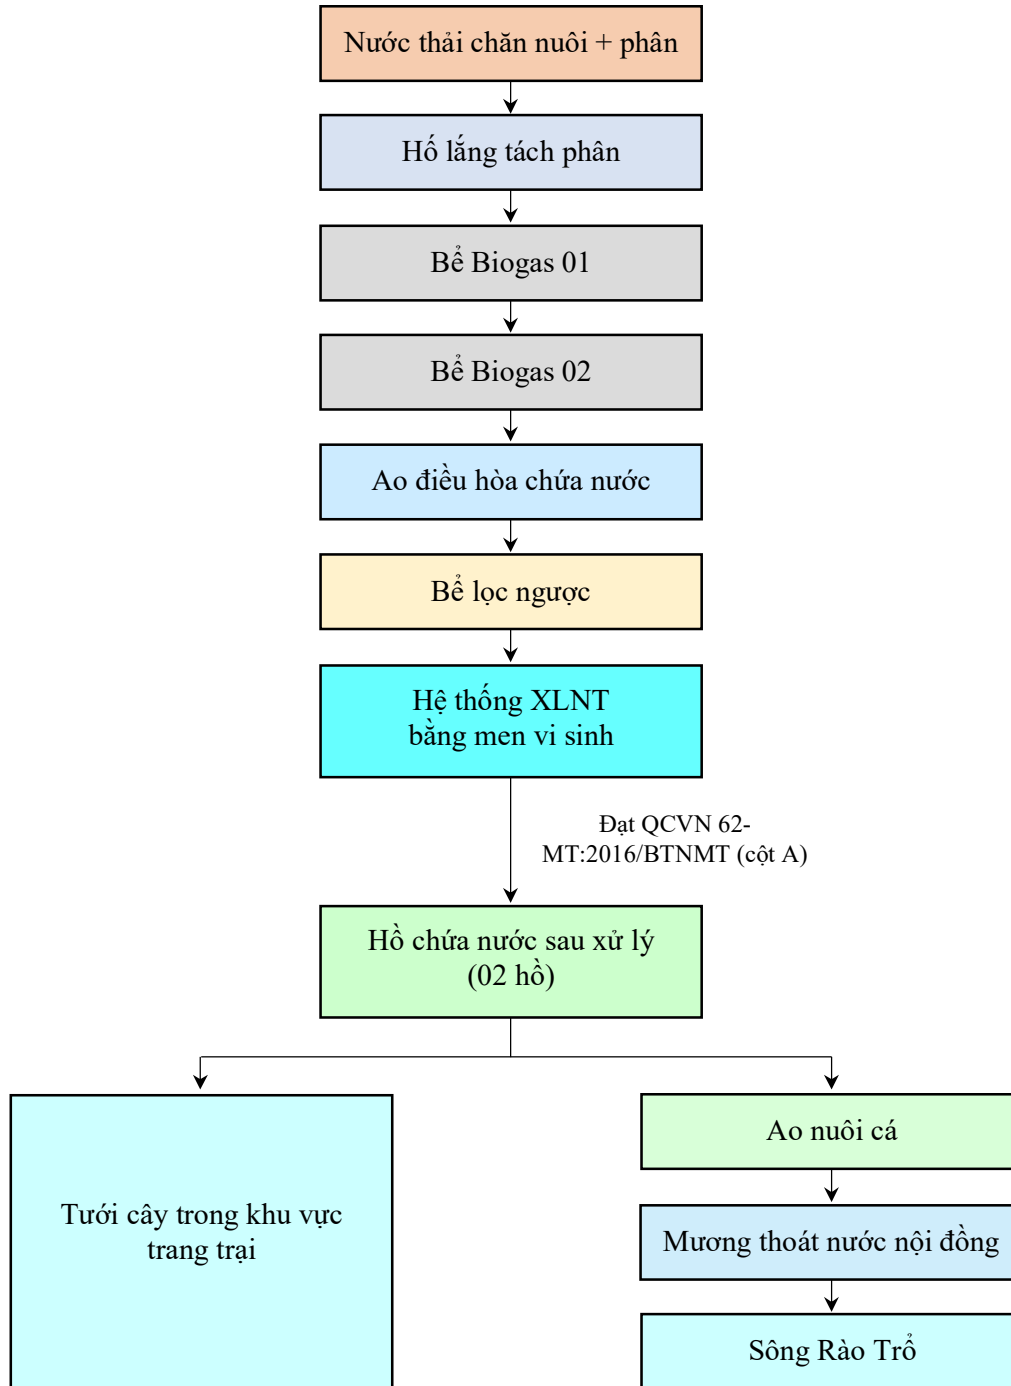 Nước thải chăn nuôi + phân
Hố lắng tách phân
Bể Biogas 01
Bể Biogas 02
Ao điều hòa chứa nước
Bể lọc ngược
Hệ thống XLNT
bằng men vi sinh
Đạt QCVN 62-
MT:2016/BTNMT (cột A)
Hồ chứa nước sau xử lý
(02 hồ)
Tưới cây trong khu vực
trang trại
Ao nuôi cá
Mương thoát nước nội đồng
Sông Rào Trổ